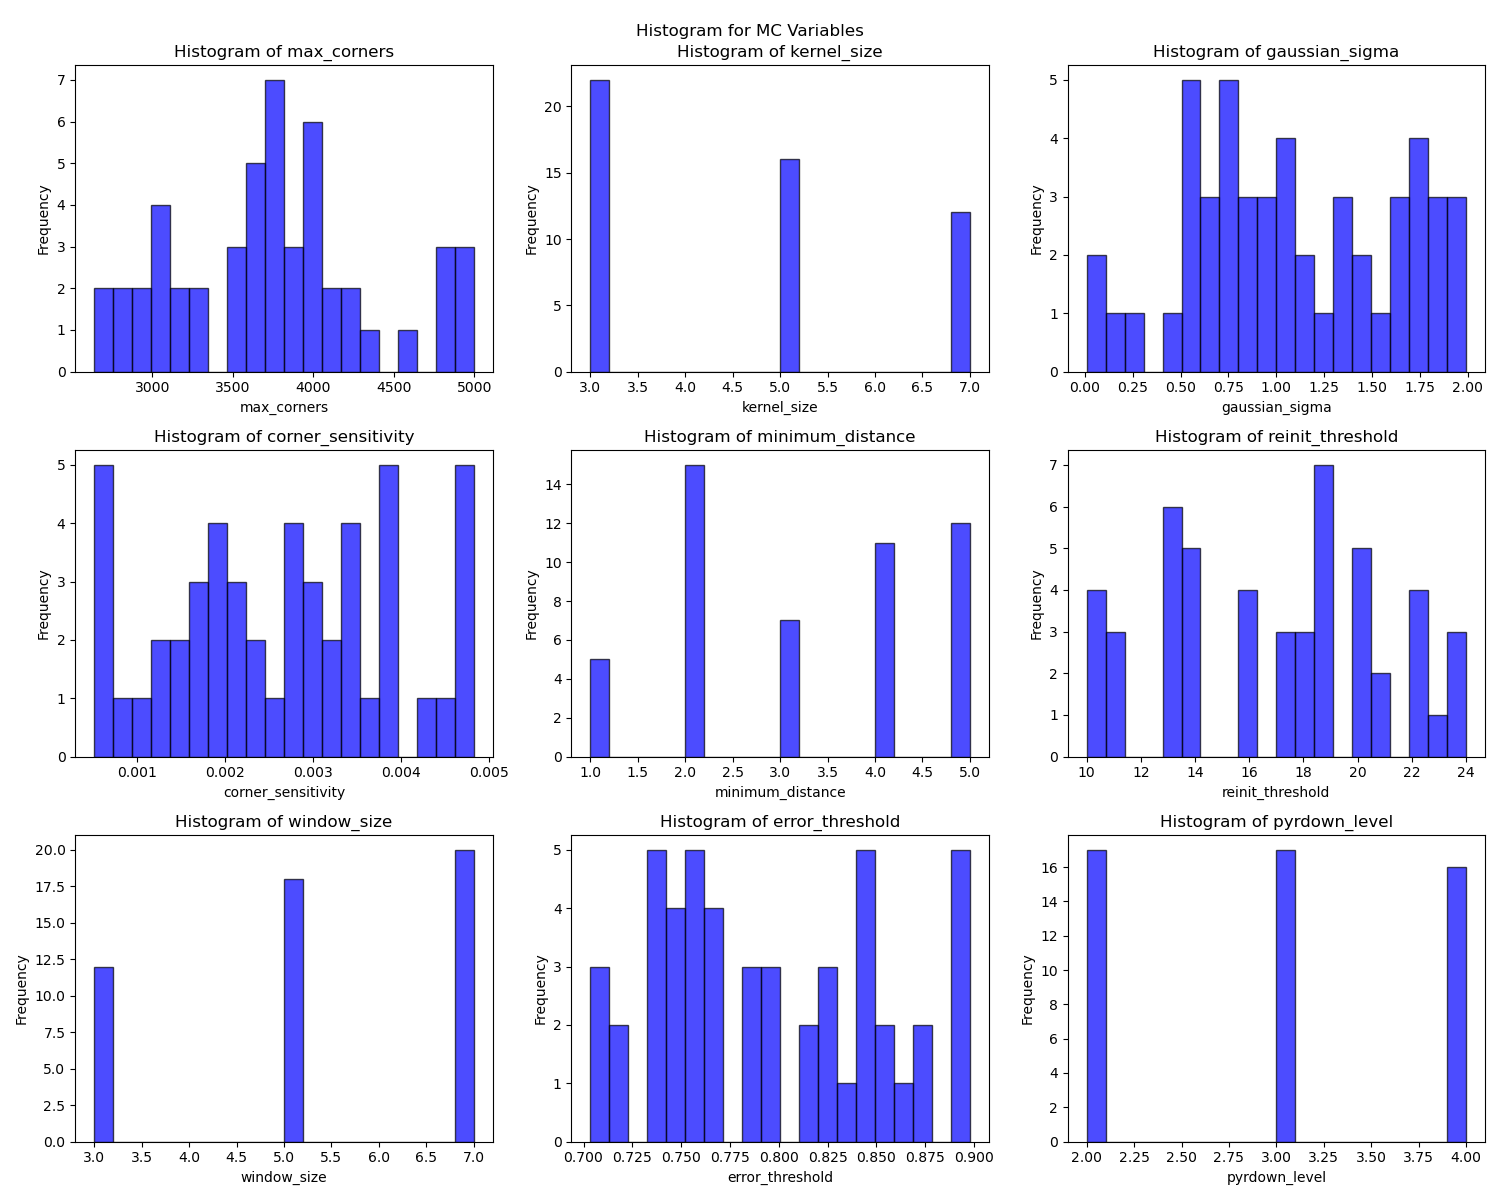 Histogram for MC Variables
Histogram of max_corners
Frequency
7
6
5
4
3
2
1
0
3000 3500 4000 4500 5000
max_corners
Histogram of kernel_size
Frequency
20
15
10
5
0
3.0 3.5 4.0 4.5 5.0 5.5 6.0 6.5 7.0
kernel_size
Histogram of gaussian_sigma
Frequency
5
4
3
2
1
0
0.00 0.25 0.50 0.75 1.00 1.25 1.50 1.75 2.00
gaussian_sigma
Histogram of corner_sensitivity
Frequency
5
4
3
2
1
0
0.001 0.002 0.003 0.004 0.005
corner_sensitivity
Histogram of minimum_distance
Frequency
14
12
10
8
6
4
2
0
1.0 1.5 2.0 2.5 3.0 3.5 4.0 4.5 5.0
minimum_distance
Histogram of reinit_threshold
Frequency
7
6
5
4
3
2
1
0
10 12 14 16 18 20 22 24
reinit_threshold
Histogram of window_size
Frequency
20.0
17.5
15.0
12.5
10.0
7.5
5.0
2.5
0.0
3.0 3.5 4.0 4.5 5.0 5.5 6.0 6.5 7.0
window_size
Histogram of error_threshold
Frequency
5
4
3
2
1
0
0.700 0.725 0.750 0.775 0.800 0.825 0.850 0.875 0.900
error_threshold
Histogram of pyrdown_level
Frequency
16
14
12
10
8
6
4
2
0
2.00 2.25 2.50 2.75 3.00 3.25 3.50 3.75 4.00
pyrdown_level